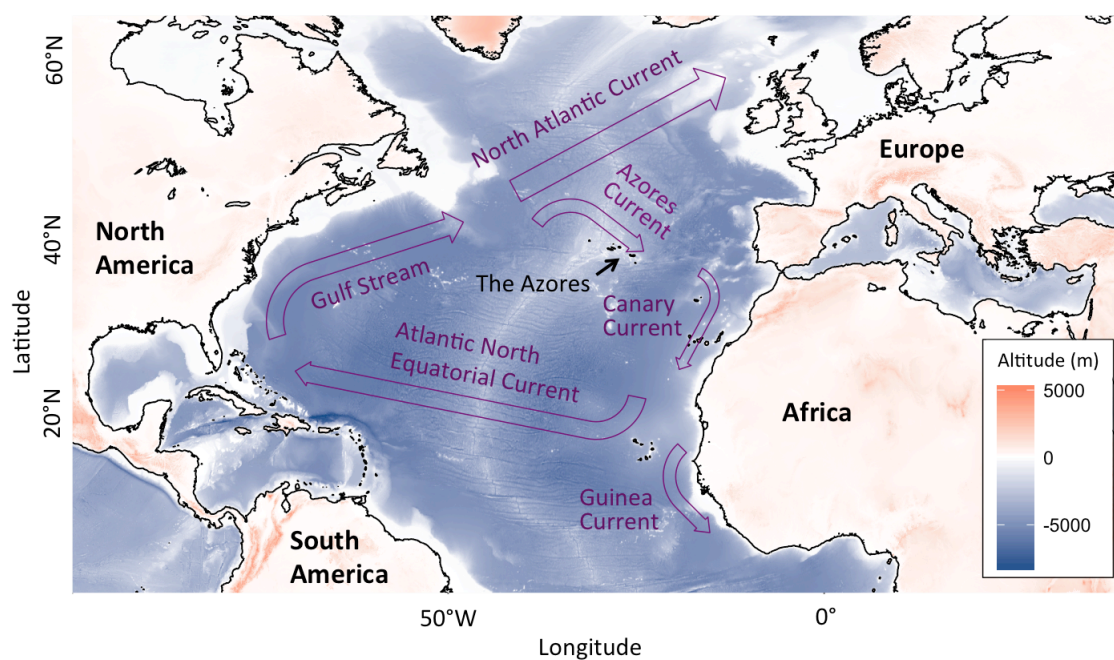 60°N
40°N
20°N
Latitude
North Atlantic Current
Azores
Current
Europe
North
America
Gulf Stream
The Azores
Canary
Current
Atlantic North
Equatorial Current
Altitude (m)
5000
0
-5000
Africa
Guinea
Current
South
America
50°W
0°
Longitude